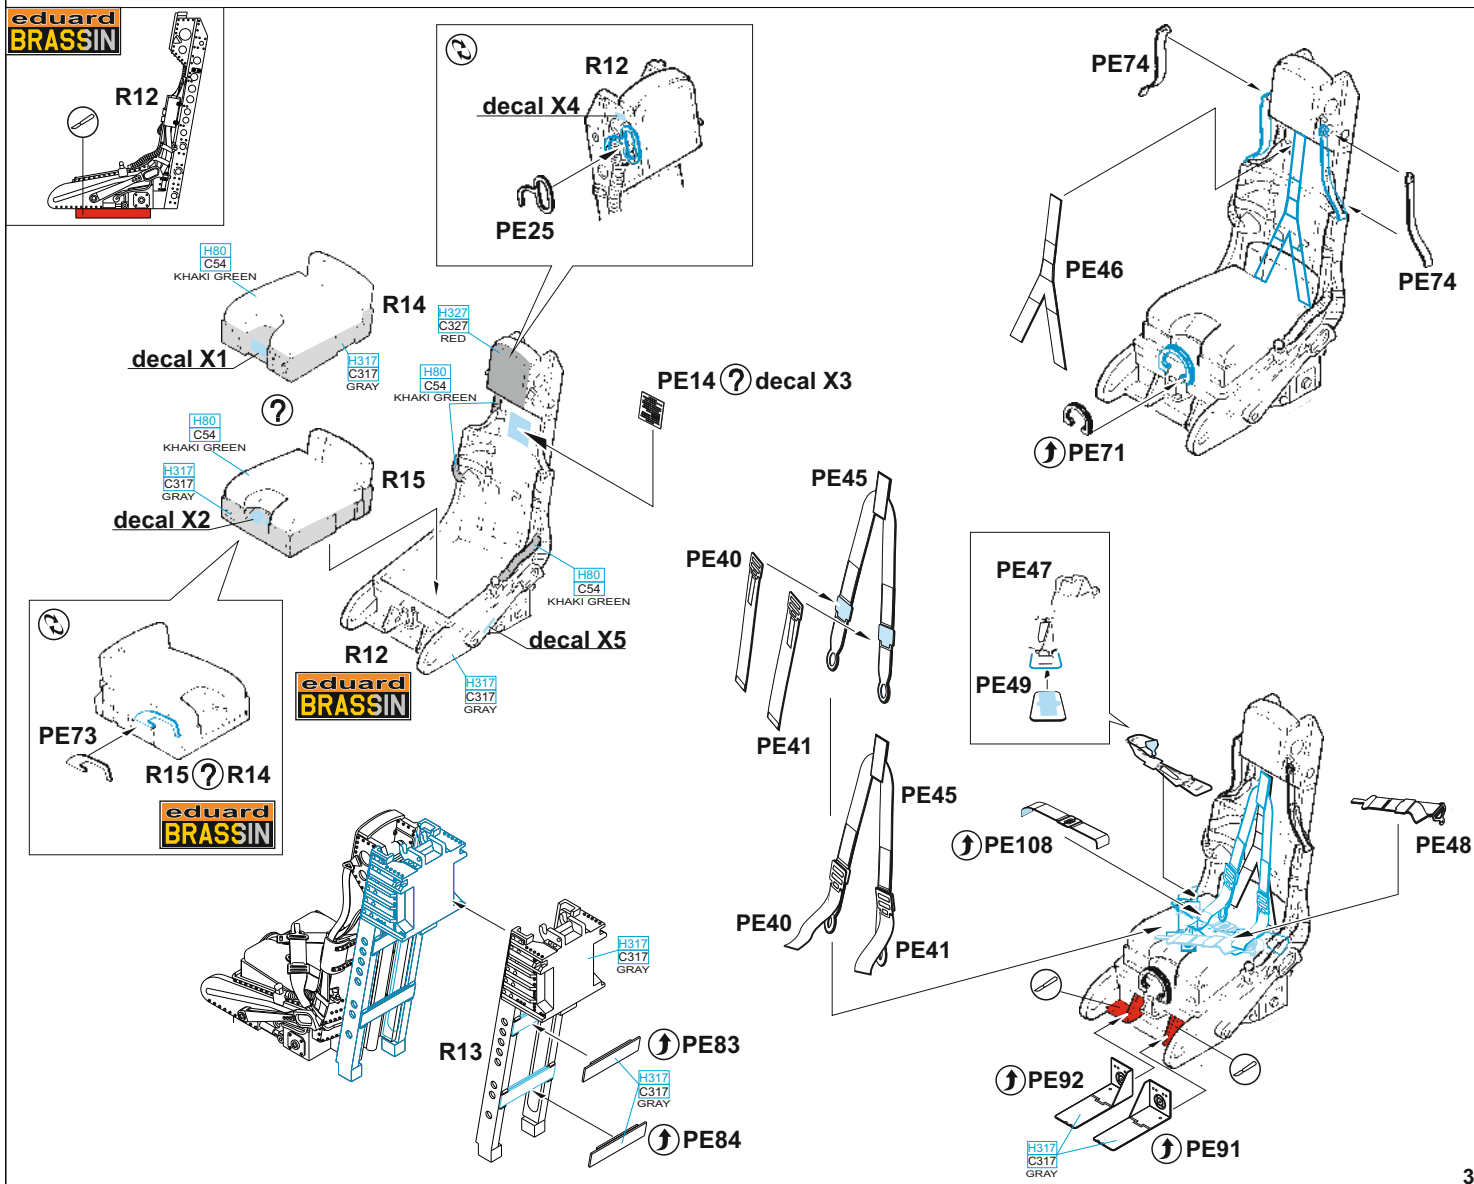 eduard
BRASSIN
R12
R12
decal X4
PE25
PE74
PE46
PE74
PE71
H80
C54
KHAKI GREEN
R14
decal X1
H317
C317
GRAY
?
H80
C54
KHAKI GREEN
H317
C317
GRAY
R15
decal X2
H327
C327
RED
H80
C54
KHAKI GREEN
PE14 ? decal X3
H80
C54
KHAKI GREEN
decal X5
R12
eduard
BRASSIN
H317
C317
GRAY
PE73
R15 ? R14
eduard
BRASSIN
PE45
PE40
PE41
PE45
PE40
PE41
PE47
PE49
PE108
PE48
R13
H317
C317
GRAY
PE83
H317
C317
GRAY
PE84
PE92
PE91
H317
C317
GRAY
3